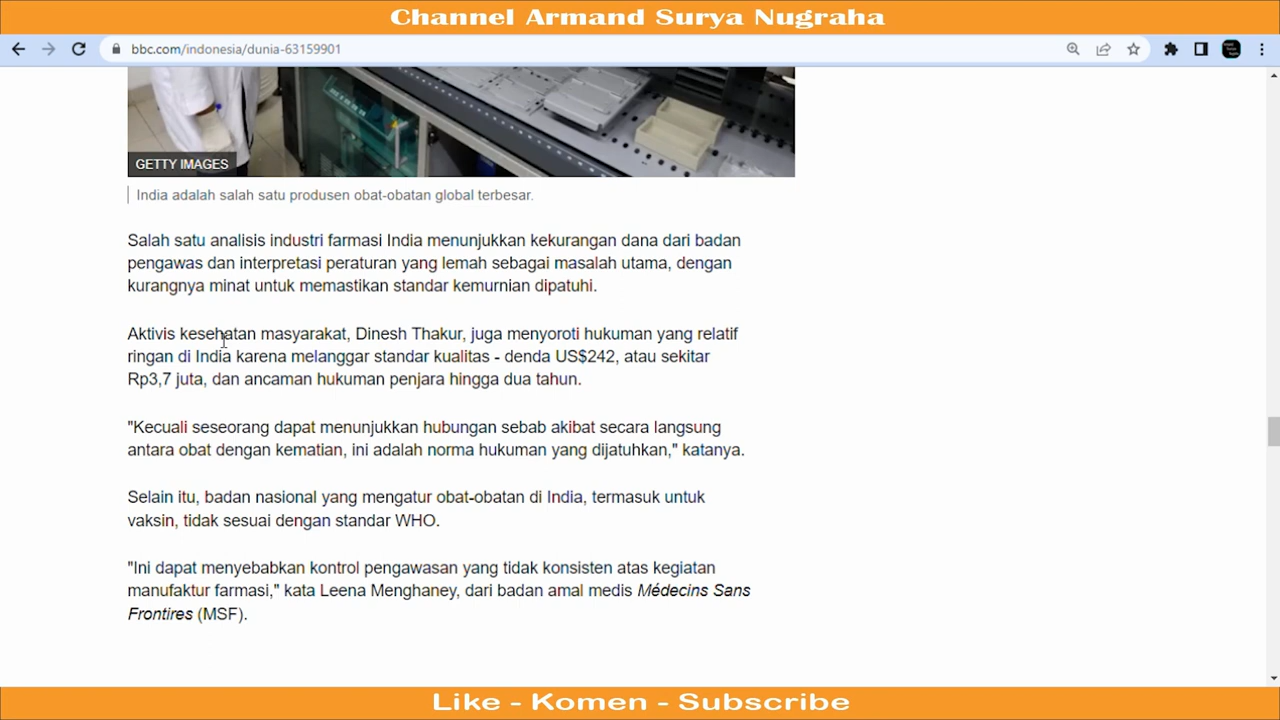 Channel Armand Surya Nugraha
bbc.com/indonesia/dunia-63159901
GETTY IMAGES
India adalah salah satu produsen obat-obatan global terbesar.
Salah satu analisis industri farmasi India menunjukkan kekurangan dana dari badan
pengawas dan interpretasi peraturan yang lemah sebagai masalah utama, dengan
kurangnya minat untuk memastikan standar kemurnian dipatuhi.
Aktivis kesehatan masyarakat, Dinesh Thakur, juga menyoroti hukuman yang relatif
ringan di India karena melanggar standar kualitas - denda US$242, atau sekitar
Rp3,7 juta, dan ancaman hukuman penjara hingga dua tahun.
"Kecuali seseorang dapat menunjukkan hubungan sebab akibat secara langsung
antara obat dengan kematian, ini adalah norma hukuman yang dijatuhkan," katanya.
Selain itu, badan nasional yang mengatur obat-obatan di India, termasuk untuk
vaksin, tidak sesuai dengan standar WHO.
"Ini dapat menyebabkan kontrol pengawasan yang tidak konsisten atas kegiatan
manufaktur farmasi," kata Leena Menghaney, dari badan amal medis Médecins Sans
Frontires (MSF).
Like - Komen - Subscribe